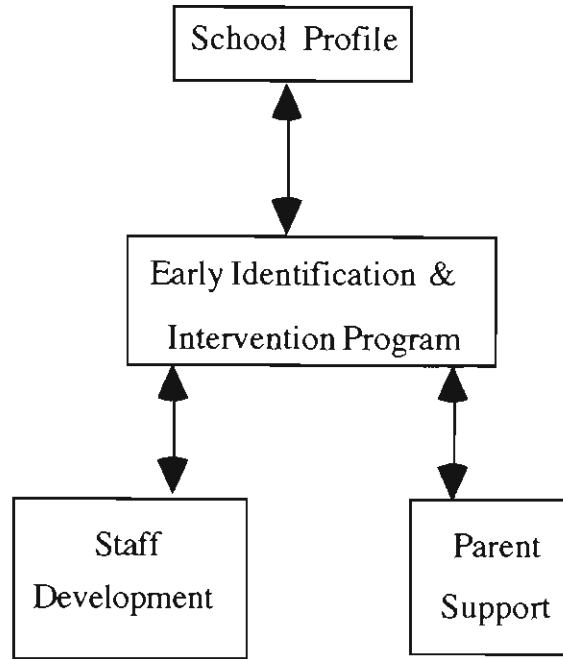 School Profile
Early Identification &
Intervention Program
Staff
Development
Parent
Support